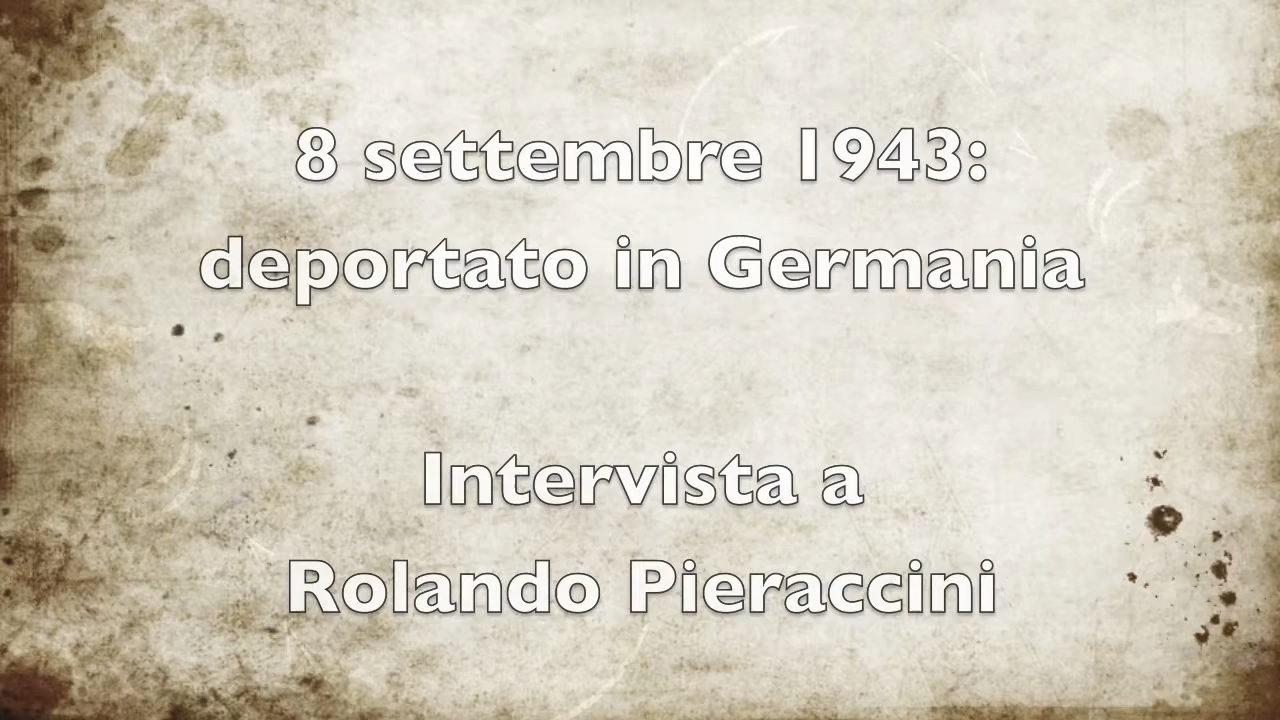 8 settembre 1943:
deportato in Germania
Intervista a
Rolando Pieraccini